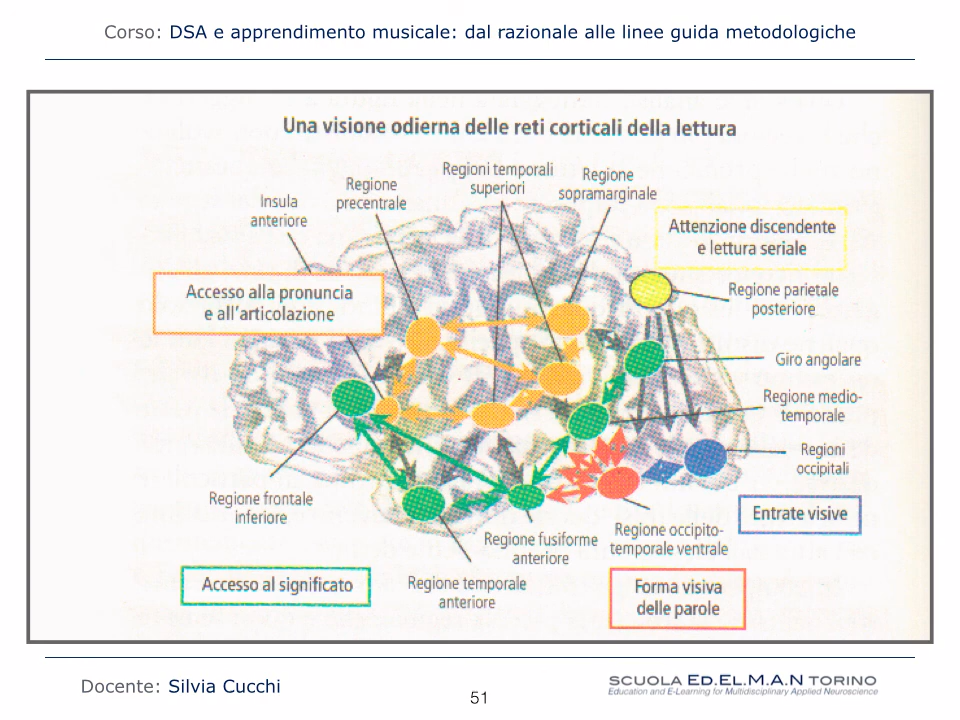 Corso: DSA e apprendimento musicale: dal razionale alle linee guida metodologiche
Una visione odierna delle reti corticali della lettura
Insula
anteriore
Regione
precentrale
Regioni temporali
superiori
Regione
sopramarginale
Attenzione discendente
e lettura seriale
Accesso alla pronuncia
e all'articolazione
Regione parietale
posteriore
Giro angolare
Regione medio-
temporale
Regioni
occipitali
Regione frontale
inferiore
Entrate visive
Regione fusiforme
anteriore
Regione occipito-
temporale ventrale
Accesso al significato
Regione temporale
anteriore
Forma visiva
delle parole
Docente: Silvia Cucchi
51
SCUOLA ED.EL.M.A.N TORINO
Education and E-Learning for Multidisciplinary Applied Neuroscience